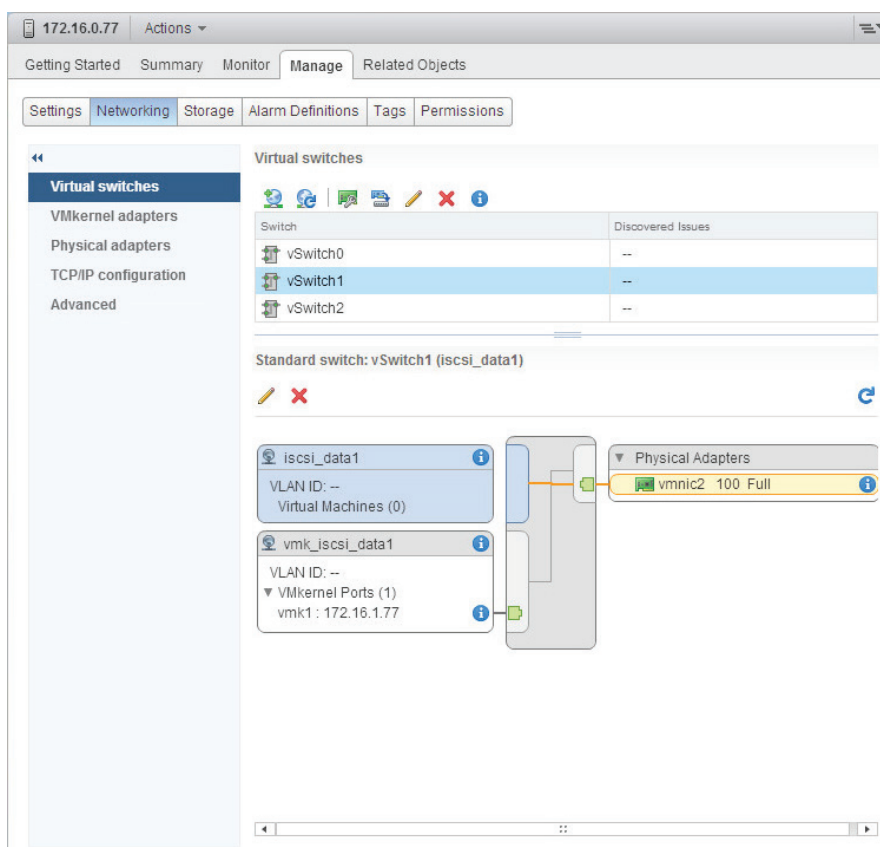 172.16.0.77 Actions
Getting Started Summary Monitor Manage Related Objects
Settings Networking Storage Alarm Definitions Tags Permissions
Virtual switches
VMkernel adapters
Physical adapters
TCP/IP configuration
Advanced
Virtual switches
Switch Discovered Issues
vSwitch0 --
vSwitch1 --
vSwitch2 --
Standard switch: vSwitch1 (iscsi_data1)
iscsi_data1
VLAN ID: --
Virtual Machines (0)
vmk_iscsi_data1
VLAN ID: --
VMkernel Ports (1)
vmk1 : 172.16.1.77
Physical Adapters
vmnic2 100 Full